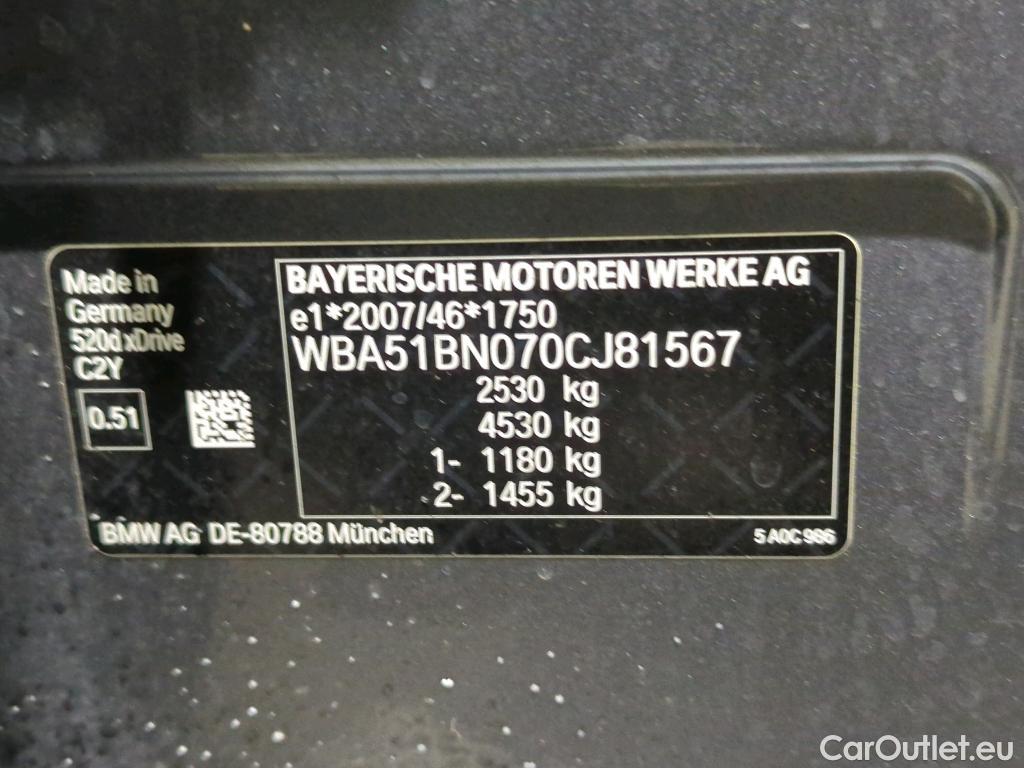 Made in
Germany
520d xDrive
C2Y
0.51
BAYERISCHE MOTOREN WERKE AG
e1*2007/46*1750
WBA51BN070CJ81567
2530 kg
4530 kg
1- 1180 kg
2- 1455 kg
BMW AG DE-80788 München
5 A0C 986
CarOutlet.eu